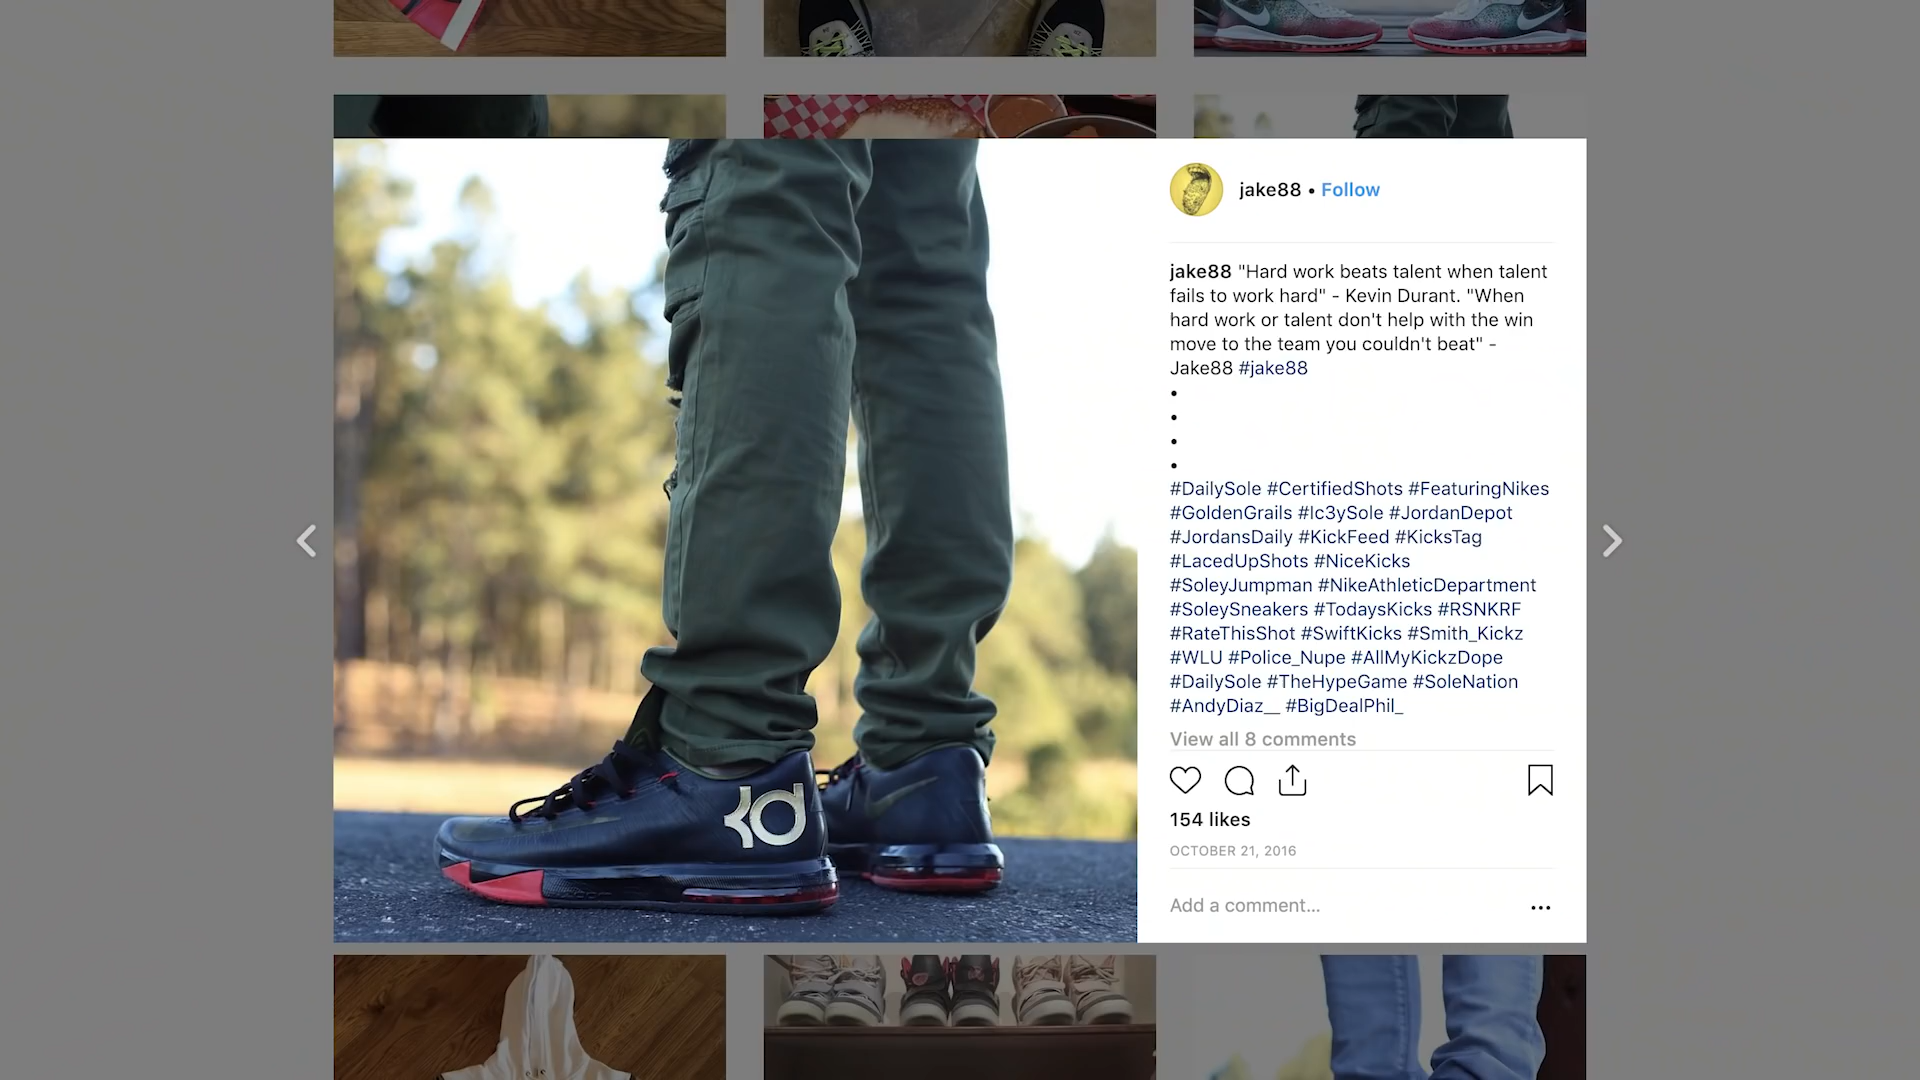 jake88 • Follow
jake88 "Hard work beats talent when talent
fails to work hard" - Kevin Durant. "When
hard work or talent don't help with the win
move to the team you couldn't beat" -
Jake88 #jake88
•
•
•
•
#DailySole #CertifiedShots #FeaturingNikes
#GoldenGrails #Ic3ySole #JordanDepot
#JordansDaily #KickFeed #KicksTag
#LacedUpShots #NiceKicks
#SoleyJumpman #NikeAthleticDepartment
#SoleySneakers #TodaysKicks #RSNKRF
#RateThisShot #SwiftKicks #Smith_Kickz
#WLU #Police_Nupe #AllMyKickzDope
#DailySole #TheHypeGame #SoleNation
#AndyDiaz__ #BigDealPhil_
View all 8 comments
154 likes
OCTOBER 21, 2016
Add a comment...
KD